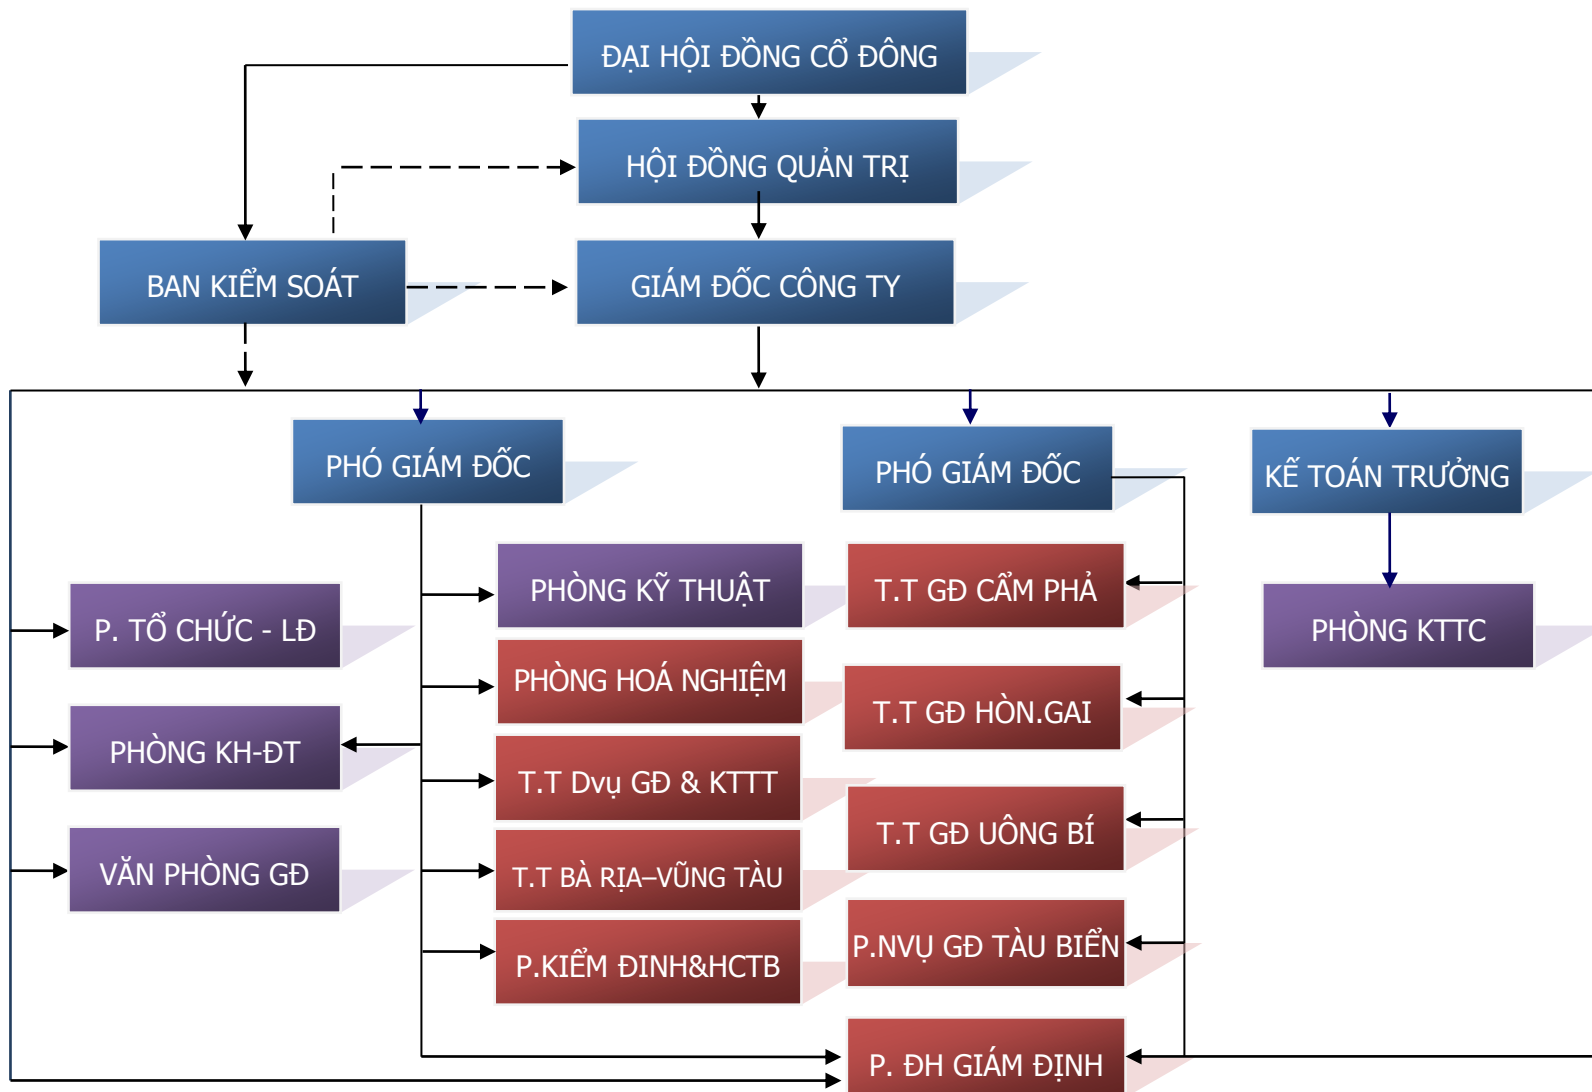 ĐẠI HỘI ĐỒNG CỔ ĐÔNG
HỘI ĐỒNG QUẢN TRỊ
BAN KIỂM SOÁT
GIÁM ĐỐC CÔNG TY
PHÓ GIÁM ĐỐC
PHÓ GIÁM ĐỐC
KẾ TOÁN TRƯỞNG
P. TỔ CHỨC - LĐ
PHÒNG KH-ĐT
VĂN PHÒNG GĐ
PHÒNG KỸ THUẬT
PHÒNG HOÁ NGHIỆM
T.T Dvụ GĐ & KTTT
T.T BÀ RỊA–VŨNG TÀU
P.KIỂM ĐINH&HCTB
T.T GĐ CẨM PHẢ
T.T GĐ HÒN.GAI
T.T GĐ UÔNG BÍ
P.NVỤ GĐ TÀU BIỂN
P. ĐH GIÁM ĐỊNH
PHÒNG KTTC